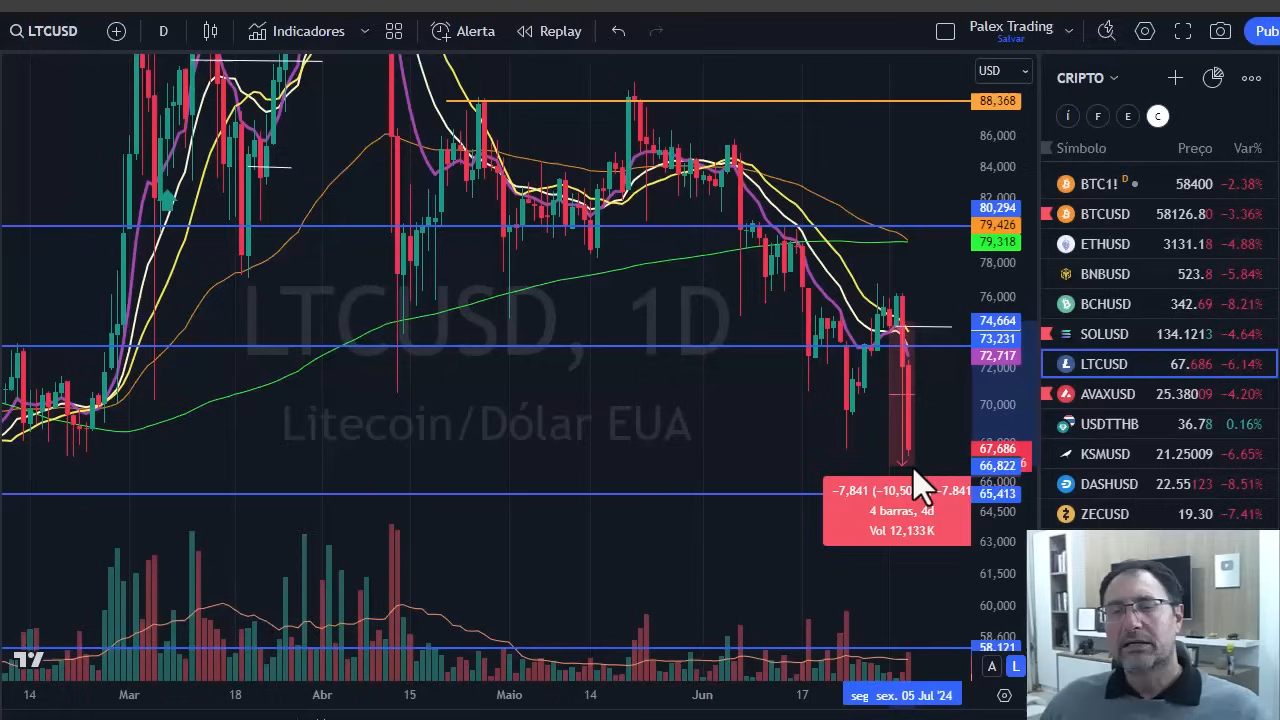 LTCUSD D Indicadores Alerta Replay Palex Trading Pub
Salvar
USD
88,368
86,000
84,000
82,000
80,294
79,426
79,318
78,000
76,000
74,664
73,231
72,717
72,000
70,000
67,686
66,822
66,000
65,413
64,500
63,000
61,500
60,000
58,600
58,121
LTCUSD, 1D
Litecoin/Dólar EUA
4 barras, 4d
Vol 12,133K
14 Mar 18 Abr 15 Maio 14 Jun 17 seg sex. 05 Jul '24
A L
CRIPTO
Í F E C
Símbolo Preço Var%
BTC1! D 58400 -2.38%
BTCUSD 58126.80 -3.36%
ETHUSD 3131.18 -4.88%
BNBUSD 523.8 -5.84%
BCHUSD 342.69 -8.21%
SOLUSD 134.1213 -4.64%
LTCUSD 67.686 -6.14%
AVAXUSD 25.38009 -4.20%
USDTTHB 36.78 0.16%
KSMUSD 21.25009 -6.65%
DASHUSD 22.55123 -8.51%
ZECUSD 19.30 -7.41%